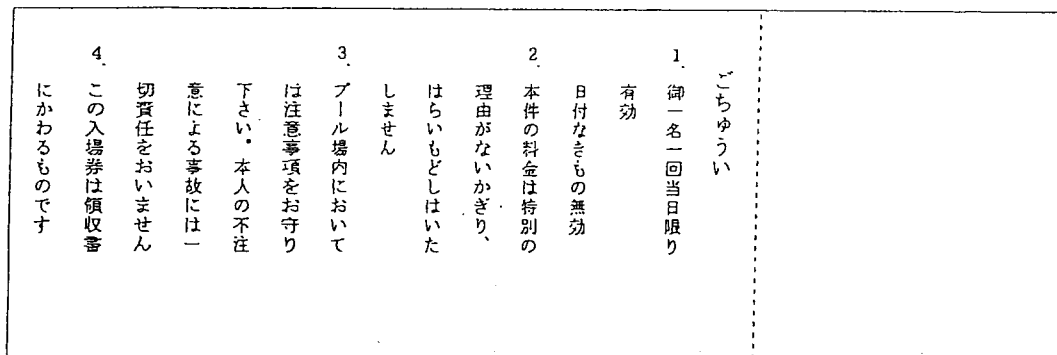 ごちゅうい
1. 御一名一回当日限り
有効
日付なきもの無効
2. 本件の料金は特別の
理由がないかぎり、
はらいもどしはいた
しません
3. プール場内において
は注意事項をお守り
下さい。本人の不注
意による事故には一
切責任をおいません
4. この入場券は領収書
にかわるものです